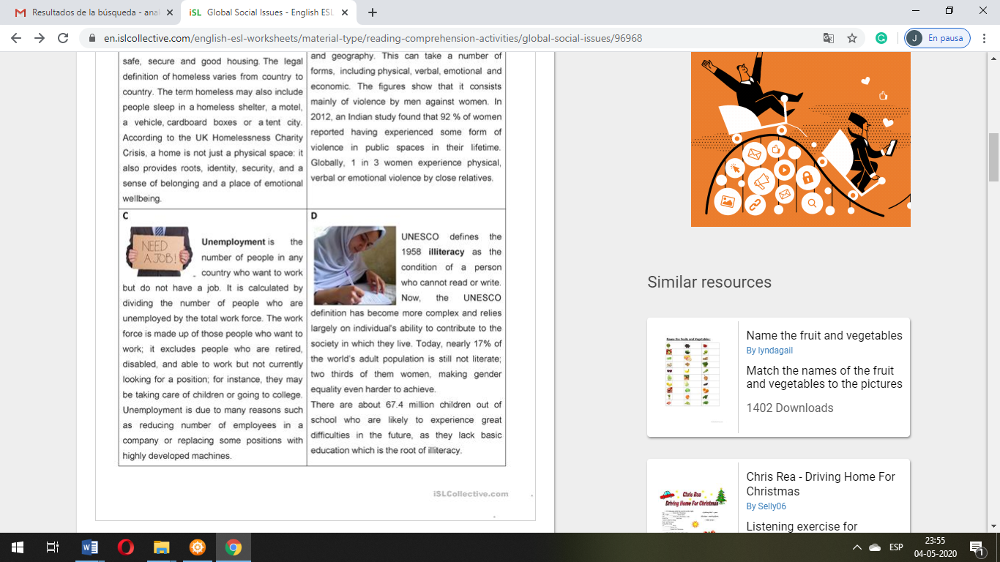 Resultados de la búsqueda - anal
iSL Global Social Issues - English ESL
en.islcollective.com/english-esl-worksheets/material-type/reading-comprehension-activities/global-social-issues/96968
J En pausa
safe, secure and good housing. The legal
definition of homeless varies from country to
country. The term homeless may also include
people sleep in a homeless shelter, a motel,
a vehicle, cardboard boxes or a tent city.
According to the UK Homelessness Charity
Crisis, a home is not just a physical space: it
also provides roots, identity, security, and a
sense of belonging and a place of emotional
wellbeing.
and geography. This can take a number of
forms, including physical, verbal, emotional and
economic. The figures show that it consists
mainly of violence by men against women. In
2012, an Indian study found that 92 % of women
reported having experienced some form of
violence in public spaces in their lifetime.
Globally, 1 in 3 women experience physical,
verbal or emotional violence by close relatives.
C
NEED
A JOB!
Unemployment is the
number of people in any
country who want to work
but do not have a job. It is calculated by
dividing the number of people who are
unemployed by the total work force. The work
force is made up of those people who want to
work; it excludes people who are retired,
disabled, and able to work but not currently
looking for a position; for instance, they may
be taking care of children or going to college.
Unemployment is due to many reasons such
as reducing number of employees in a
company or replacing some positions with
highly developed machines.
D
UNESCO defines the
1958 illiteracy as the
condition of a person
who cannot read or write.
Now, the UNESCO
definition has become more complex and relies
largely on individual's ability to contribute to the
society in which they live. Today, nearly 17% of
the world's adult population is still not literate;
two thirds of them women, making gender
equality even harder to achieve.
There are about 67.4 million children out of
school who are likely to experience great
difficulties in the future, as they lack basic
education which is the root of illiteracy.
iSLCollective.com
Similar resources
Name the Fruits and Vegetables
Name the fruit and vegetables
By lyndagail
Match the names of the fruit
and vegetables to the pictures
1402 Downloads
Chris Rea
Driving Home For Christmas
Chris Rea - Driving Home For
Christmas
By Selly06
Listening exercise for
ESP
23:55
04-05-2020
1